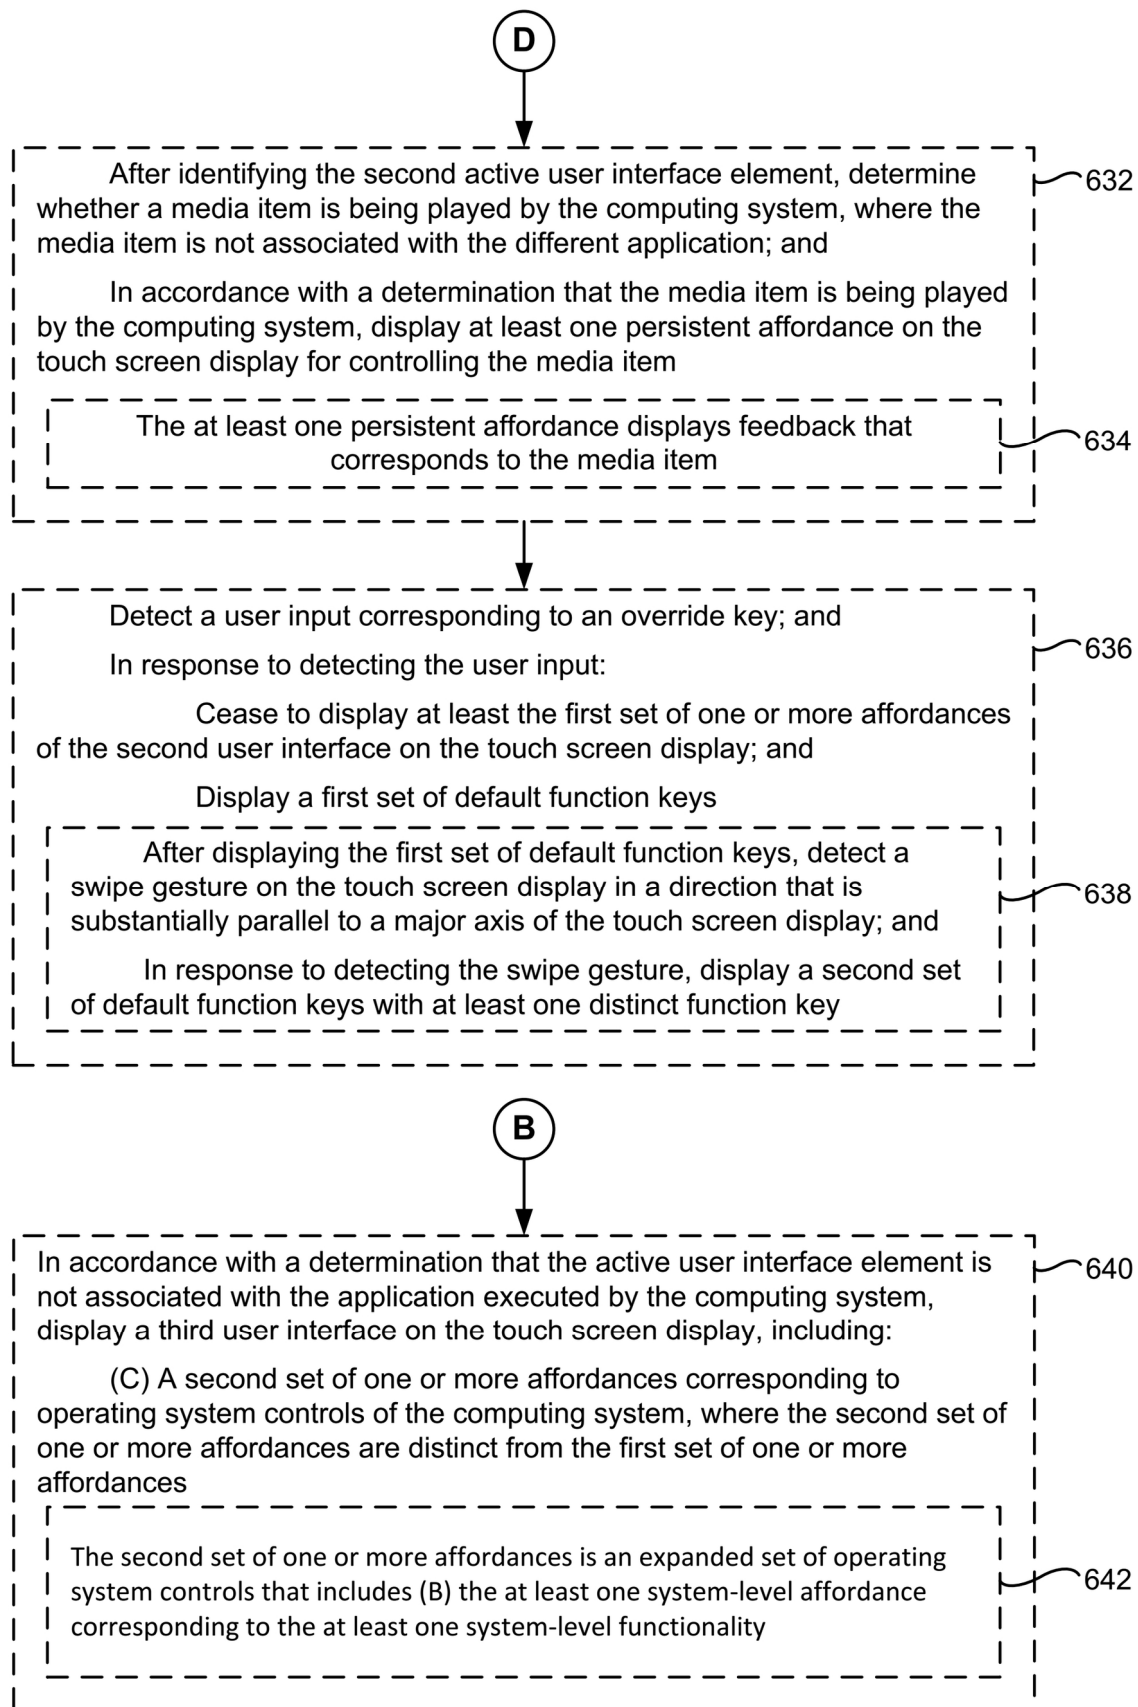 D
After identifying the second active user interface element, determine
whether a media item is being played by the computing system, where the
media item is not associated with the different application; and
In accordance with a determination that the media item is being played
by the computing system, display at least one persistent affordance on the
touch screen display for controlling the media item
632
The at least one persistent affordance displays feedback that
corresponds to the media item
634
Detect a user input corresponding to an override key; and
In response to detecting the user input:
Cease to display at least the first set of one or more affordances
of the second user interface on the touch screen display; and
Display a first set of default function keys
636
After displaying the first set of default function keys, detect a
swipe gesture on the touch screen display in a direction that is
substantially parallel to a major axis of the touch screen display; and
In response to detecting the swipe gesture, display a second set
of default function keys with at least one distinct function key
638
B
In accordance with a determination that the active user interface element is
not associated with the application executed by the computing system,
display a third user interface on the touch screen display, including:
(C) A second set of one or more affordances corresponding to
operating system controls of the computing system, where the second set of
one or more affordances are distinct from the first set of one or more
affordances
640
The second set of one or more affordances is an expanded set of operating
system controls that includes (B) the at least one system-level affordance
corresponding to the at least one system-level functionality
642